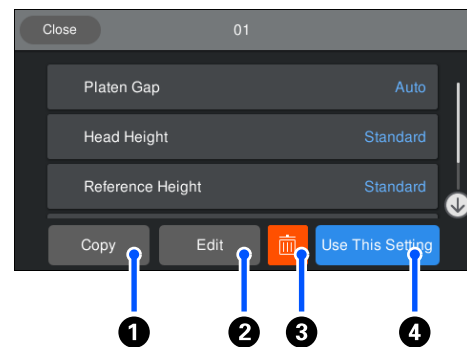 Close 01
Platen Gap Auto
Head Height Standard
Reference Height Standard
Copy Edit Use This Setting
1 2 3 4